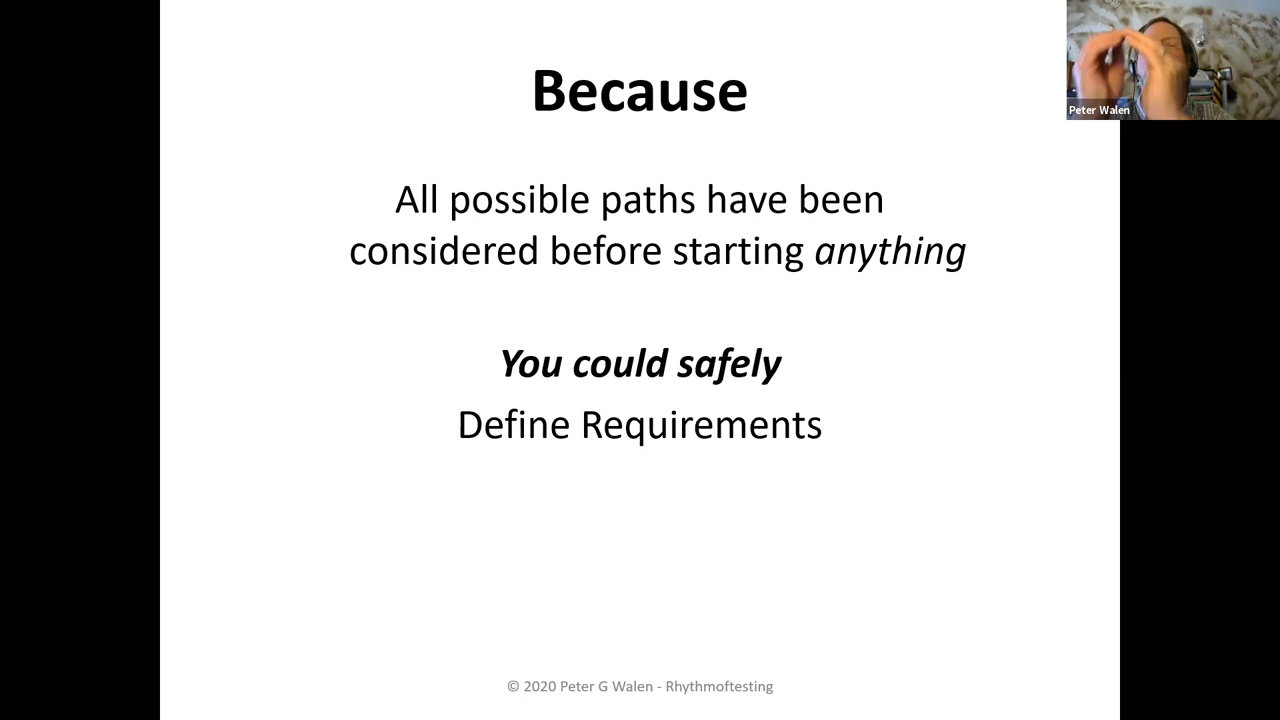 Because
Peter Walen
All possible paths have been
considered before starting anything
You could safely
Define Requirements
© 2020 Peter G Walen - Rhythmoftesting